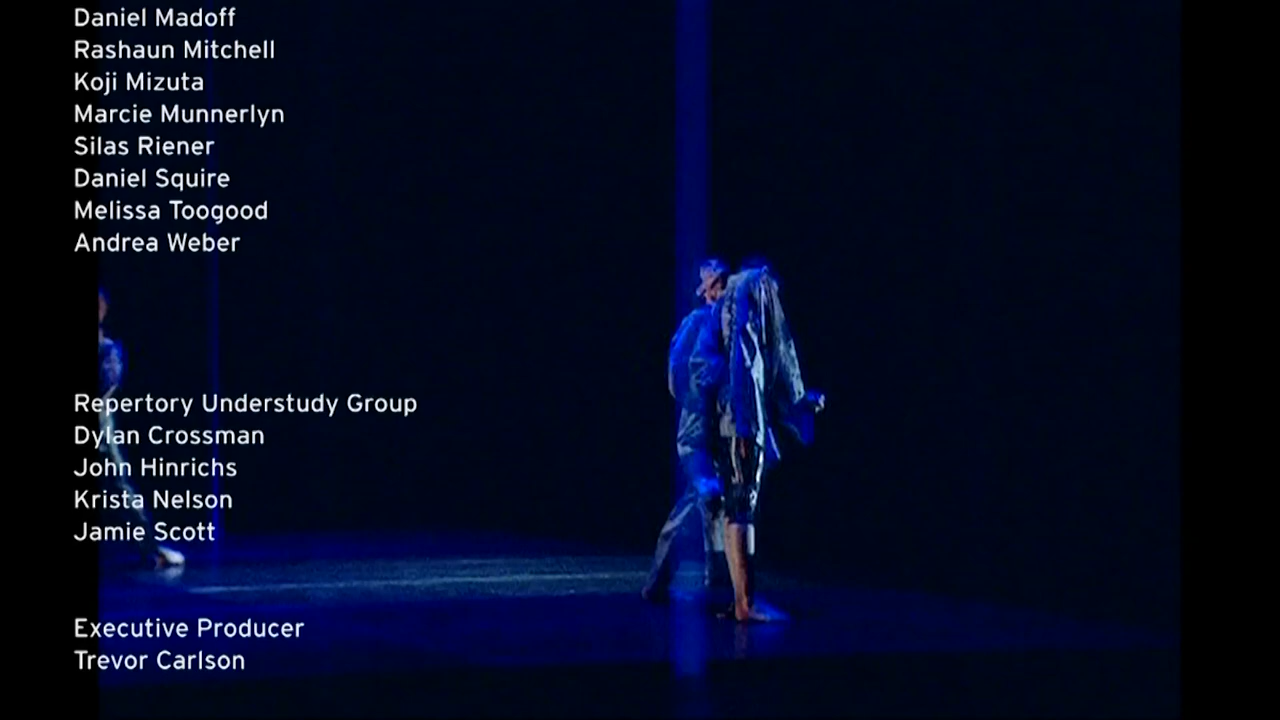 Daniel Madoff
Rashaun Mitchell
Koji Mizuta
Marcie Munnerlyn
Silas Riener
Daniel Squire
Melissa Toogood
Andrea Weber
Repertory Understudy Group
Dylan Crossman
John Hinrichs
Krista Nelson
Jamie Scott
Executive Producer
Trevor Carlson